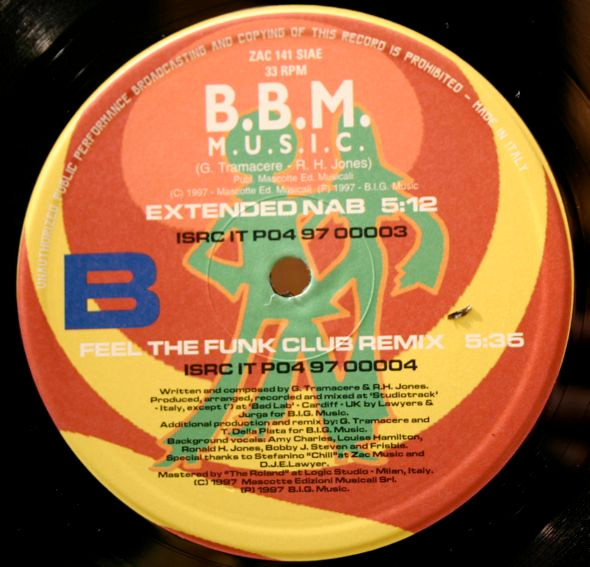 UNAUTHORIZED PUBLIC PERFORMANCE BROADCASTING AND COPYING OF THIS RECORD IS PROHIBITED - MADE IN ITALY
ZAC 141 SIAE
33 RPM
B.B.M.
M.U.S.I.C.
(G. Tramacere - R. H. Jones)
Publ. Mascotte Ed. Musicali
(C) 1997 - Mascotte Ed. Musicali (P) 1997 - B.I.G. Music
EXTENDED NAB 5:12
ISRC IT P04 97 00003
B
FEEL THE FUNK CLUB REMIX 5:35
ISRC IT P04 97 00004
Written and composed by G. Tramacere & R.H. Jones.
Produced, arranged, recorded and mixed at 'Studiotrack'
- Italy, except (*) at 'Bad Lab' - Cardiff - UK by Lawyers &
Jurga for B.I.G. Music.
Additional production and remix by: G. Tramacere and
T. Della Plata for B.I.G. Music.
Background vocals: Amy Charles, Louise Hamilton,
Ronald H. Jones, Bobby J. Steven and Frisbie.
Special thanks to Stefanino "Chill" at Zac Music and
D.J.E.Lawyer.
Mastered by "The Roland" at Logic Studio - Milan, Italy.
(C) 1997 Mascotte Edizioni Musicali Srl.
(P) 1997 B.I.G. Music.